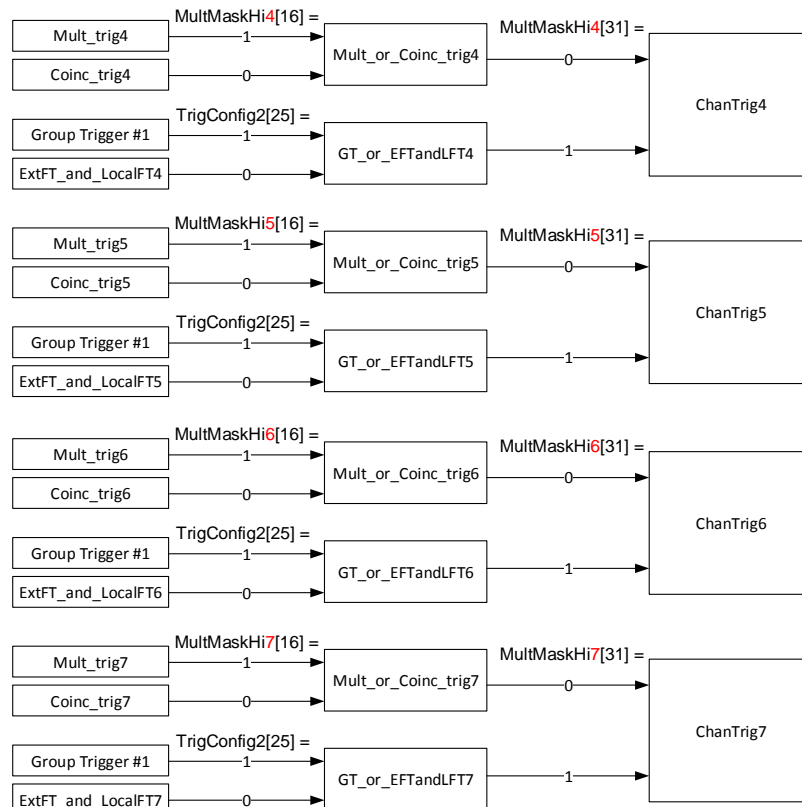 MultMaskHi4[16] =
Mult_trig4
1
Coinc_trig4
0
Mult_or_Coinc_trig4
MultMaskHi4[31] =
0
TrigConfig2[25] =
Group Trigger #1
1
ExtFT_and_LocalFT4
0
GT_or_EFTandLFT4
1
ChanTrig4
MultMaskHi5[16] =
Mult_trig5
1
Coinc_trig5
0
Mult_or_Coinc_trig5
MultMaskHi5[31] =
0
TrigConfig2[25] =
Group Trigger #1
1
ExtFT_and_LocalFT5
0
GT_or_EFTandLFT5
1
ChanTrig5
MultMaskHi6[16] =
Mult_trig6
1
Coinc_trig6
0
Mult_or_Coinc_trig6
MultMaskHi6[31] =
0
TrigConfig2[25] =
Group Trigger #1
1
ExtFT_and_LocalFT6
0
GT_or_EFTandLFT6
1
ChanTrig6
MultMaskHi7[16] =
Mult_trig7
1
Coinc_trig7
0
Mult_or_Coinc_trig7
MultMaskHi7[31] =
0
TrigConfig2[25] =
Group Trigger #1
1
ExtFT_and_LocalFT7
0
GT_or_EFTandLFT7
1
ChanTrig7